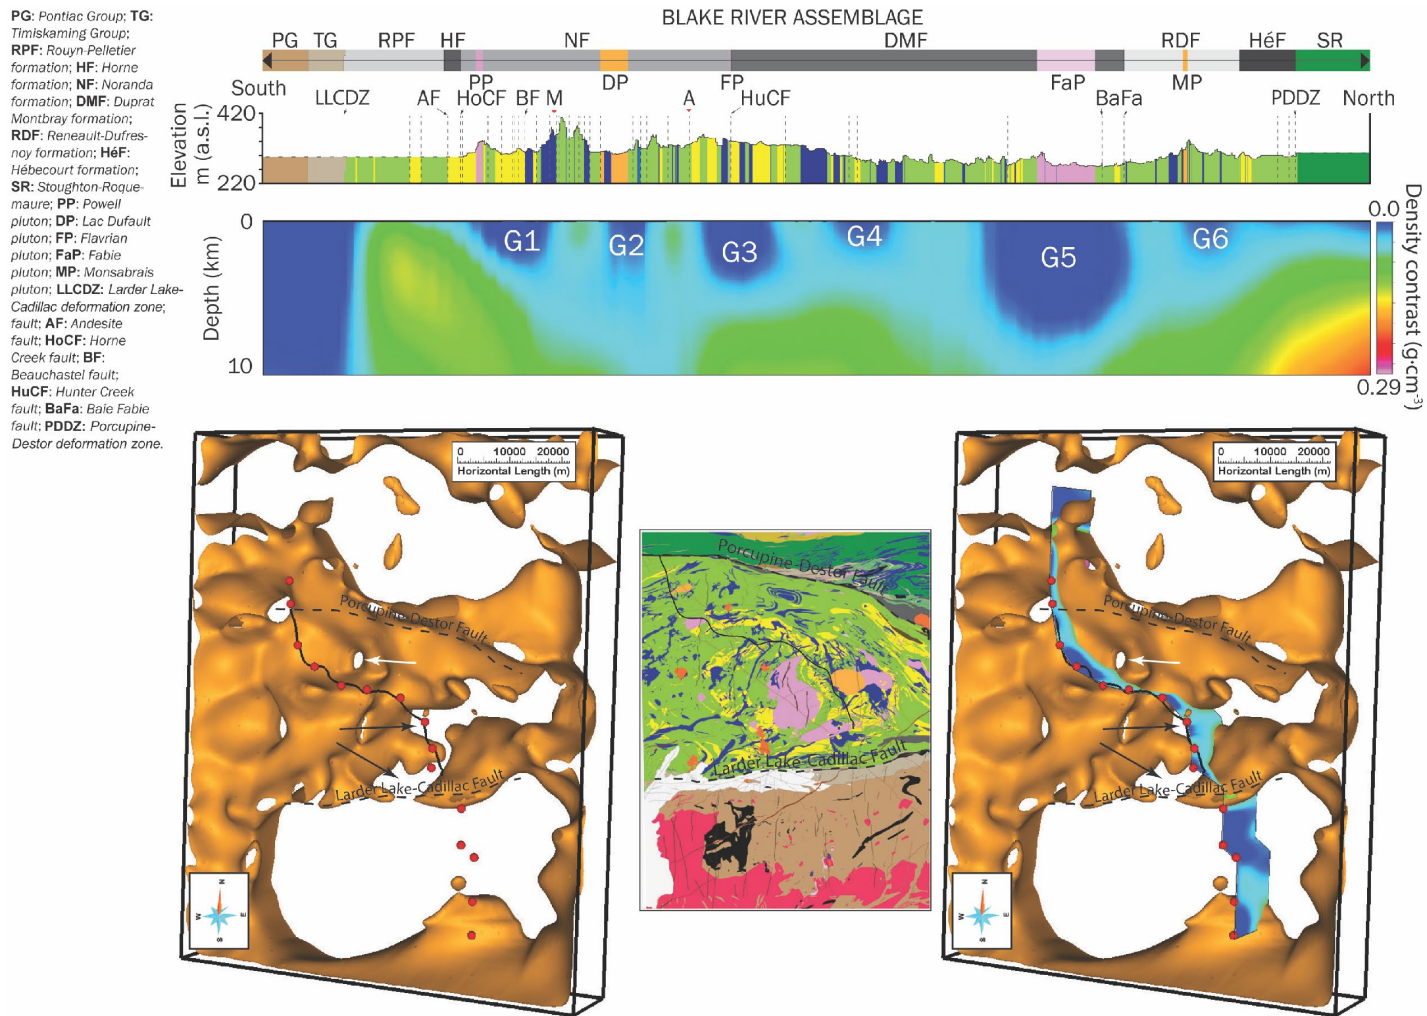 PG: Pontiac Group; TG:
Timiskaming Group;
RPF: Rouyn-Pelletier
formation; HF: Horne
formation; NF: Noranda
formation; DMF: Duprat
Montbray formation;
RDF: Reneault-Dufres-
noy formation; HéF:
Hébecourt formation;
SR: Stoughton-Roque-
maure; PP: Powell
pluton; DP: Lac Dufault
pluton; FP: Flavrian
pluton; FaP: Fabie
pluton; MP: Monsabrais
pluton; LLCDZ: Larder Lake-
Cadillac deformation zone;
fault; AF: Andesite
fault; HoCF: Horne
Creek fault; BF:
Beauchastel fault;
HuCF: Hunter Creek
fault; BaFa: Baie Fabie
fault; PDDZ: Porcupine-
Destor deformation zone.
BLAKE RIVER ASSEMBLAGE
PG TG RPF HF NF DMF RDF HéF SR
PP DP FP FaP MP
South LLCDZ AF HoCF BF M A HuCF BaFa PDDZ North
Elevation
m (a.s.l.)
420
220
Depth (km)
0
10
G1 G2 G3 G4 G5 G6
0.0
Density contrast (g·cm-3)
0.29
0 10000 20000
Horizontal Length (m)
Porcupine-Destor Fault
Larder Lake-Cadillac Fault
N
W E
S
Porcupine-Destor Fault
Larder Lake-Cadillac Fault
0 10000 20000
Horizontal Length (m)
Porcupine-Destor Fault
Larder Lake-Cadillac Fault
N
W E
S